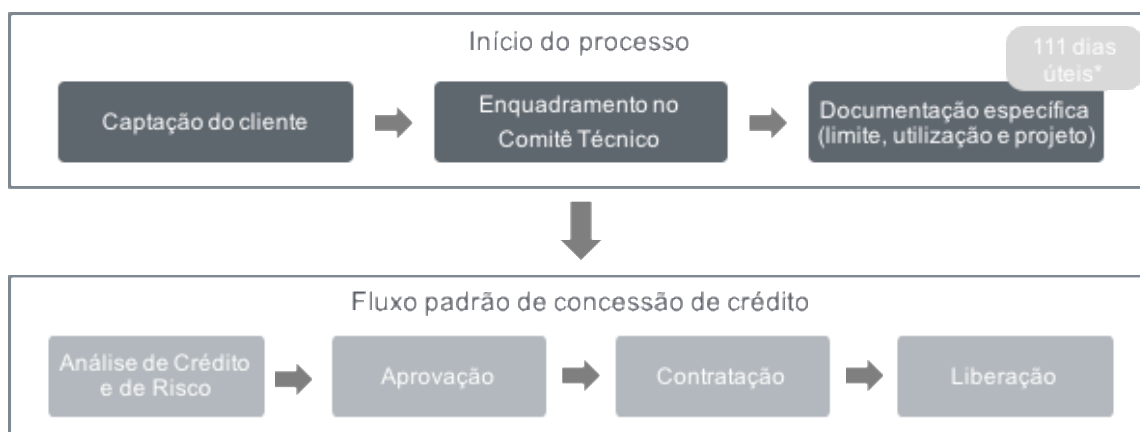 Início do processo
111 dias
úteis*
Captação do cliente
Enquadramento no
Comitê Técnico
Documentação específica
(limite, utilização e projeto)
Fluxo padrão de concessão de crédito
Análise de Crédito
e de Risco
Aprovação
Contratação
Liberação